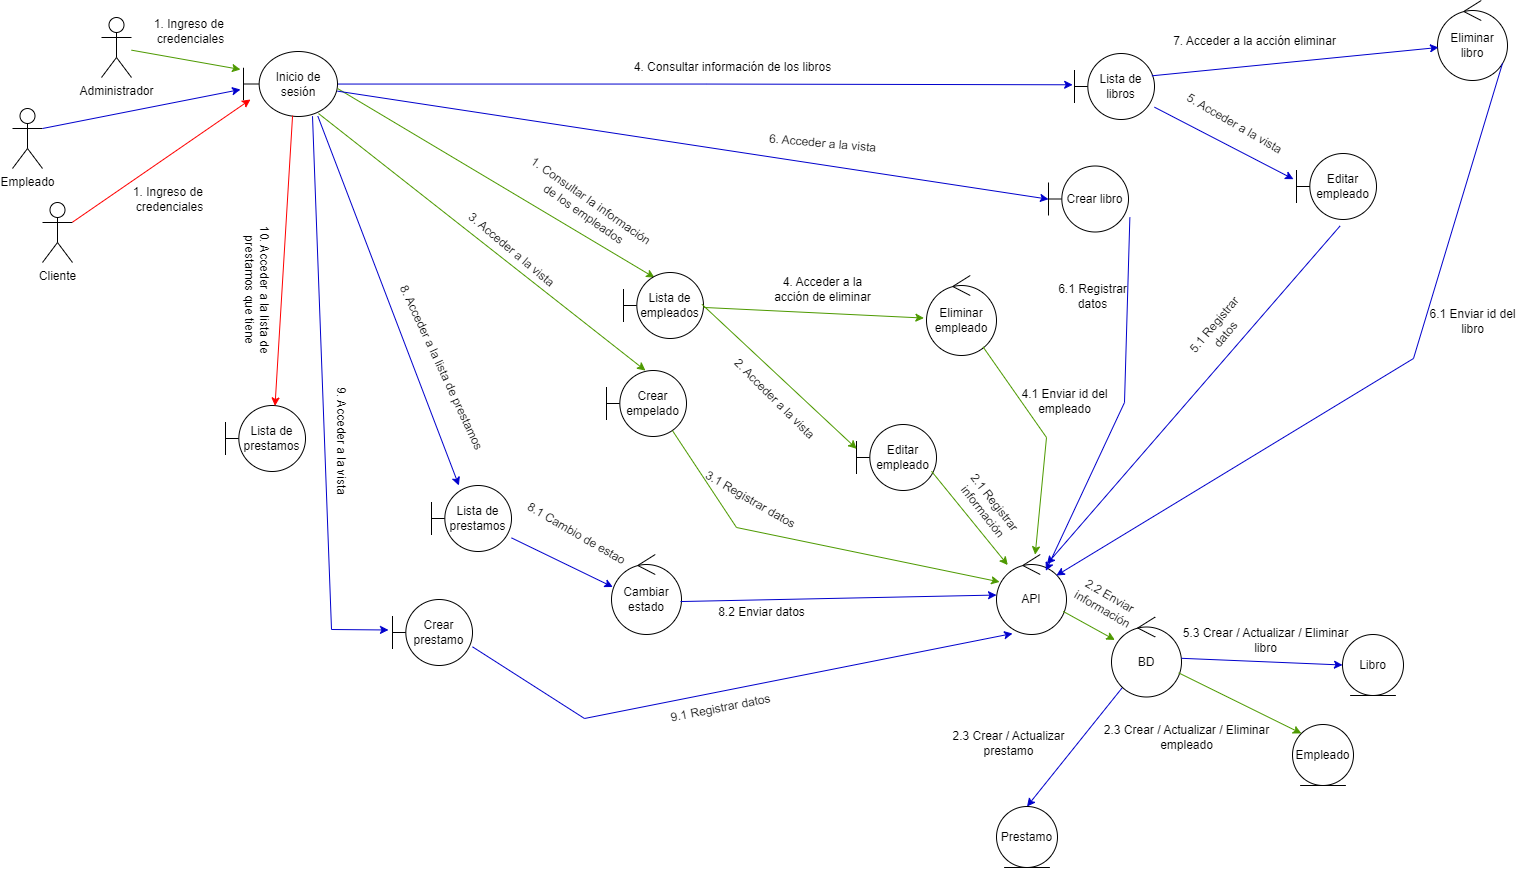 1. Ingreso de
credenciales
Administrador
Empleado
1. Ingreso de
credenciales
Cliente
Inicio de
sesión
4. Consultar información de los libros
Lista de
libros
7. Acceder a la acción eliminar
Eliminar
libro
5. Acceder a la vista
Editar
empleado
6. Acceder a la vista
Crear libro
1. Consultar la información
de los empleados
3. Acceder a la vista
10. Acceder a la lista de
prestamos que tiene
8. Acceder a la lista de prestamos
9. Acceder a la vista
Lista de
empleados
4. Acceder a la
acción de eliminar
Eliminar
empleado
6.1 Registrar
datos
5.1 Registrar
datos
6.1 Enviar id del
libro
2. Acceder a la vista
4.1 Enviar id del
empleado
Crear
empelado
Lista de
prestamos
Editar
empleado
3.1 Registrar datos
2.1 Registrar
información
Lista de
prestamos
8.1 Cambio de estao
Cambiar
estado
8.2 Enviar datos
API
2.2 Enviar
información
Crear
prestamo
9.1 Registrar datos
BD
5.3 Crear / Actualizar / Eliminar
libro
Libro
2.3 Crear / Actualizar
prestamo
2.3 Crear / Actualizar / Eliminar
empleado
Empleado
Prestamo